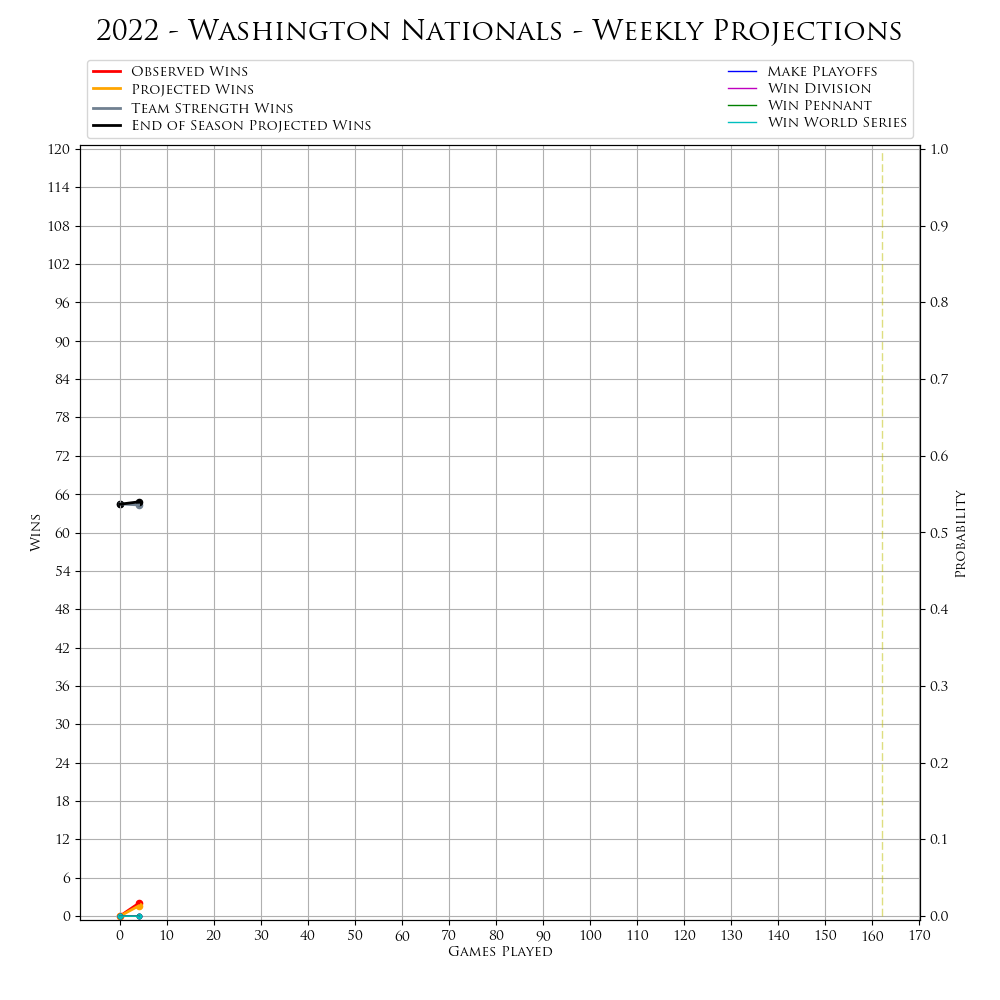 2022 - Washington Nationals - Weekly Projections
Observed Wins
Projected Wins
Team Strength Wins
End of Season Projected Wins
Make Playoffs
Win Division
Win Pennant
Win World Series
120
114
108
102
96
90
84
78
72
66
60
54
48
42
36
30
24
18
12
6
0
Wins
1.0
0.9
0.8
0.7
0.6
0.5
0.4
0.3
0.2
0.1
0.0
Probability
0 10 20 30 40 50 60 70 80 90 100 110 120 130 140 150 160 170
Games Played